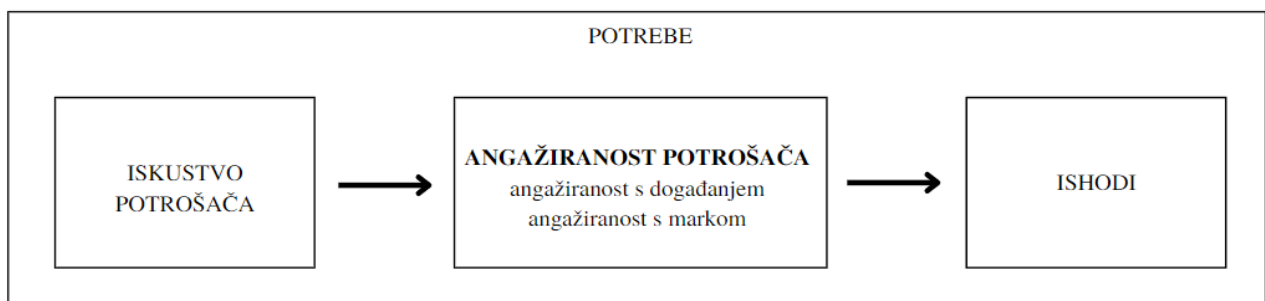 POTREBE
ISKUSTVO
POTROŠAČA
ANGAŽIRANOST POTROŠAČA
angažiranost s događanjem
angažiranost s markom
ISHODI